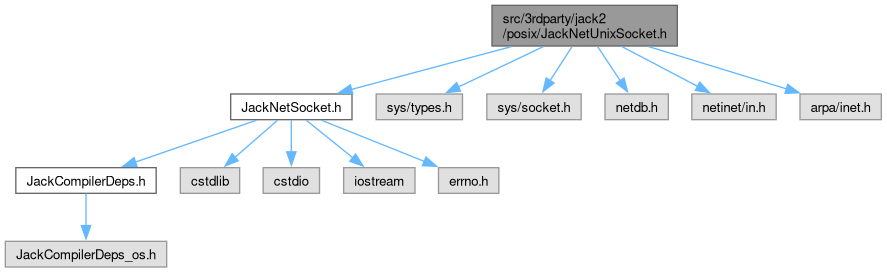 src/3rdparty/jack2
/posix/JackNetUnixSocket.h
JackNetSocket.h
sys/types.h
sys/socket.h
netdb.h
netinet/in.h
arpa/inet.h
JackCompilerDeps.h
cstdlib
cstdio
iostream
errno.h
JackCompilerDeps_os.h